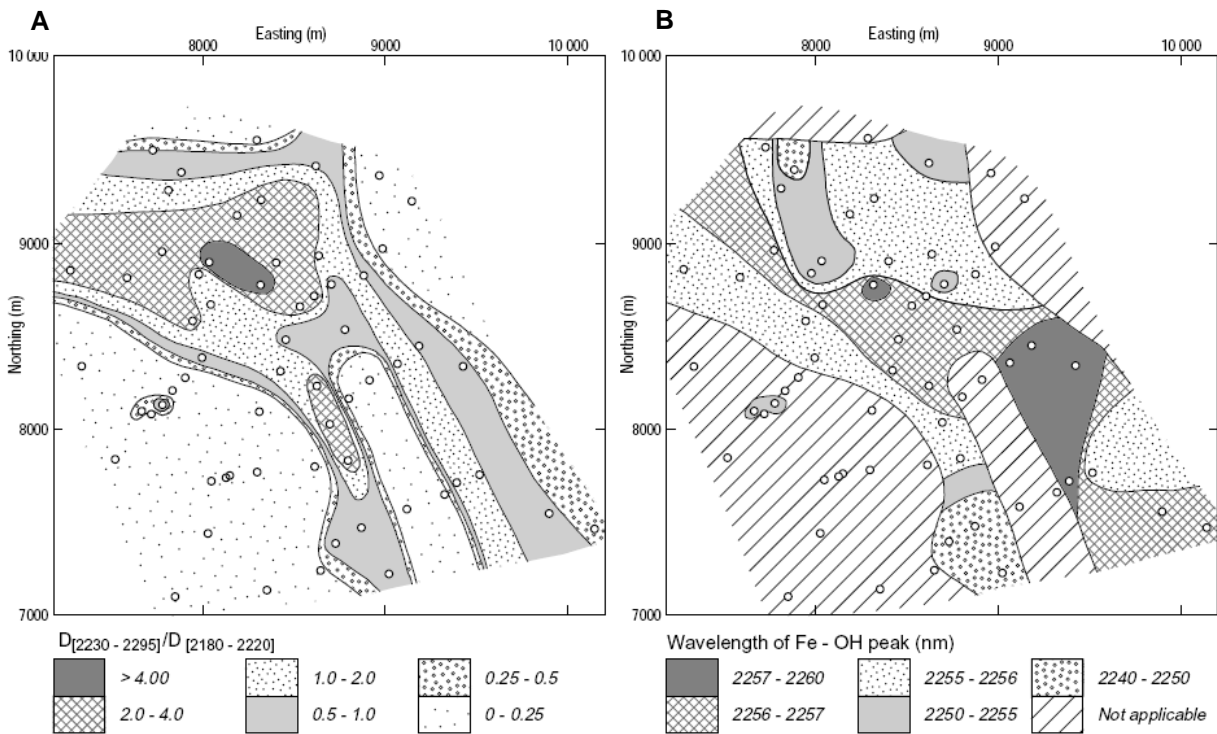 A
B
Easting (m)
Easting (m)
8000 9000 10 000
8000 9000 10 000
10 000
10 000
Northing (m)
Northing (m)
9000
9000
8000
8000
7000
7000
D[2230 - 2295]/D [2180 - 2220]
> 4.00 1.0 - 2.0 0.25 - 0.5
2.0 - 4.0 0.5 - 1.0 0 - 0.25
Wavelength of Fe - OH peak (nm)
2257 - 2260 2255 - 2256 2240 - 2250
2256 - 2257 2250 - 2255 Not applicable